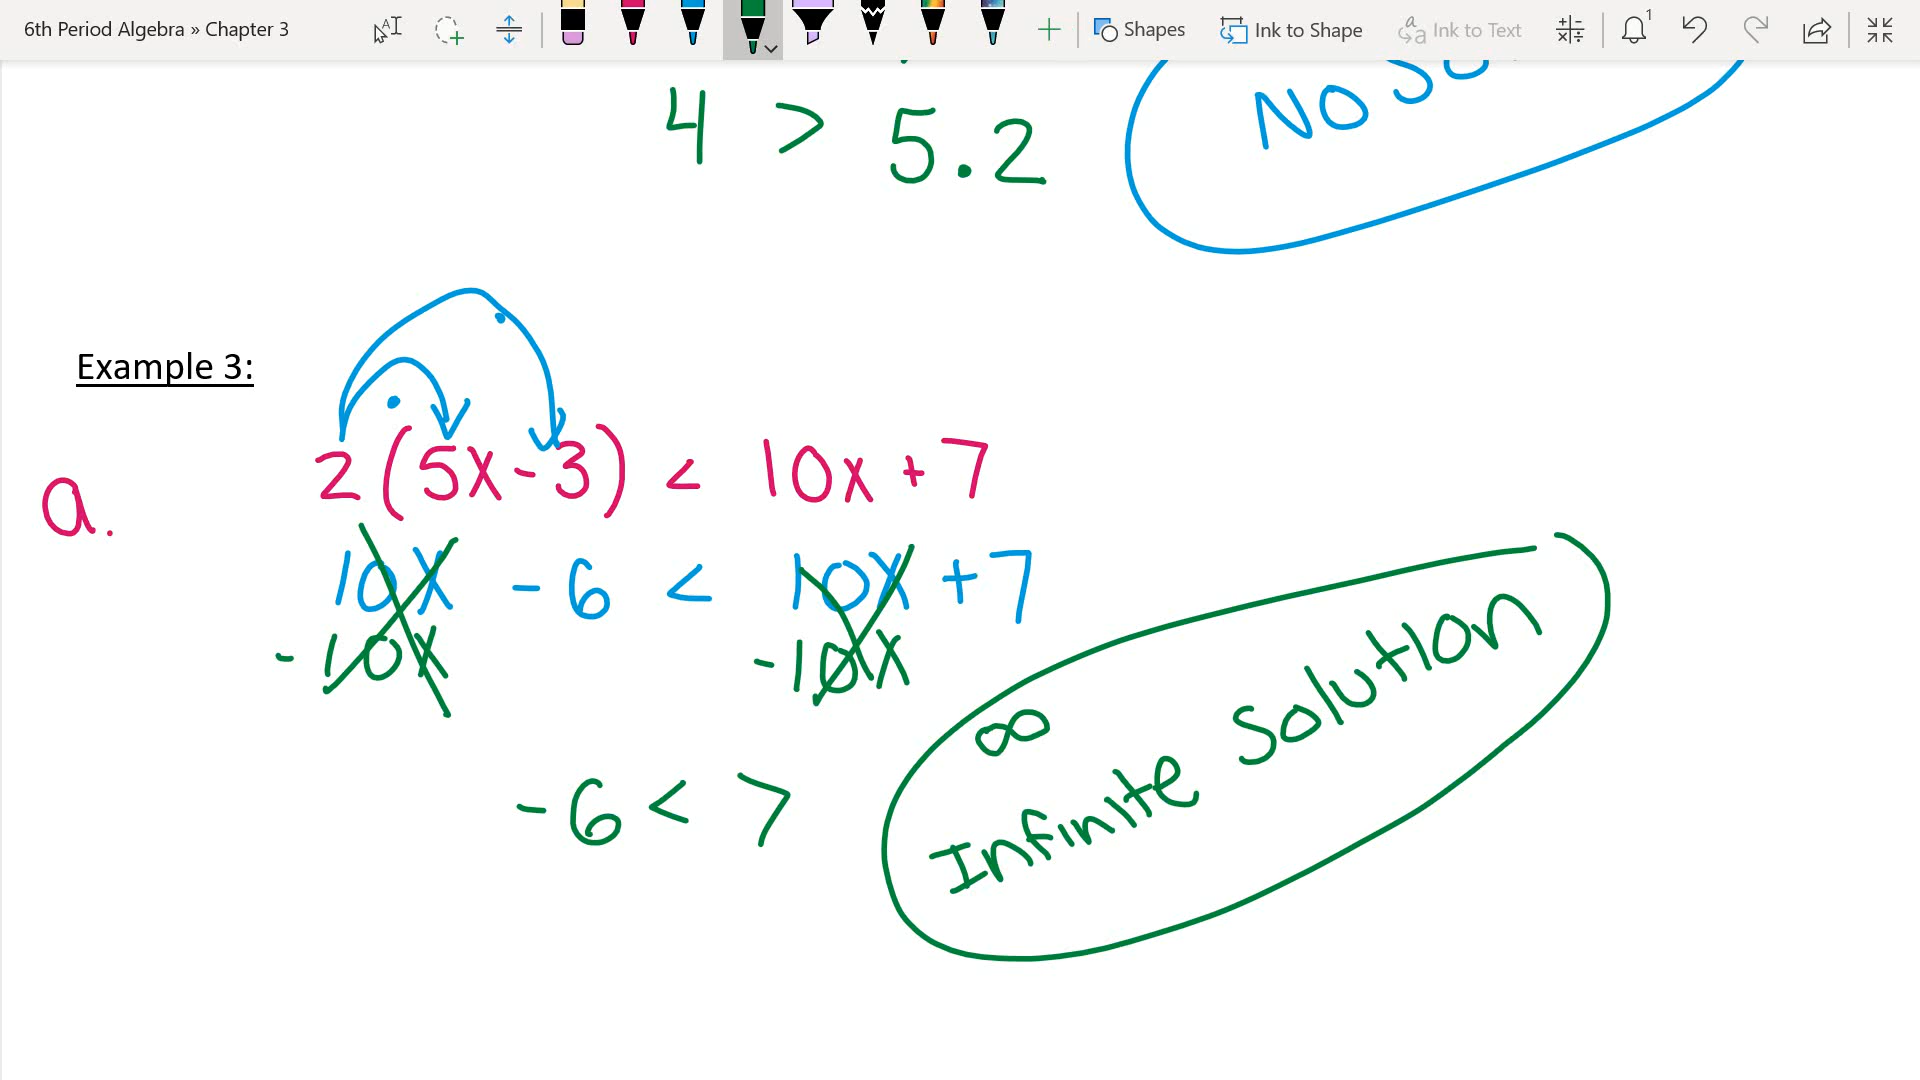 6th Period Algebra » Chapter 3
Shapes
Ink to Shape
Ink to Text
1
4 > 5.2
No
Example 3:
a.
2(5x-3) < 10x+7
10x - 6 < 10x + 7
-10x -10x
-6 < 7
∞
Infinite Solution